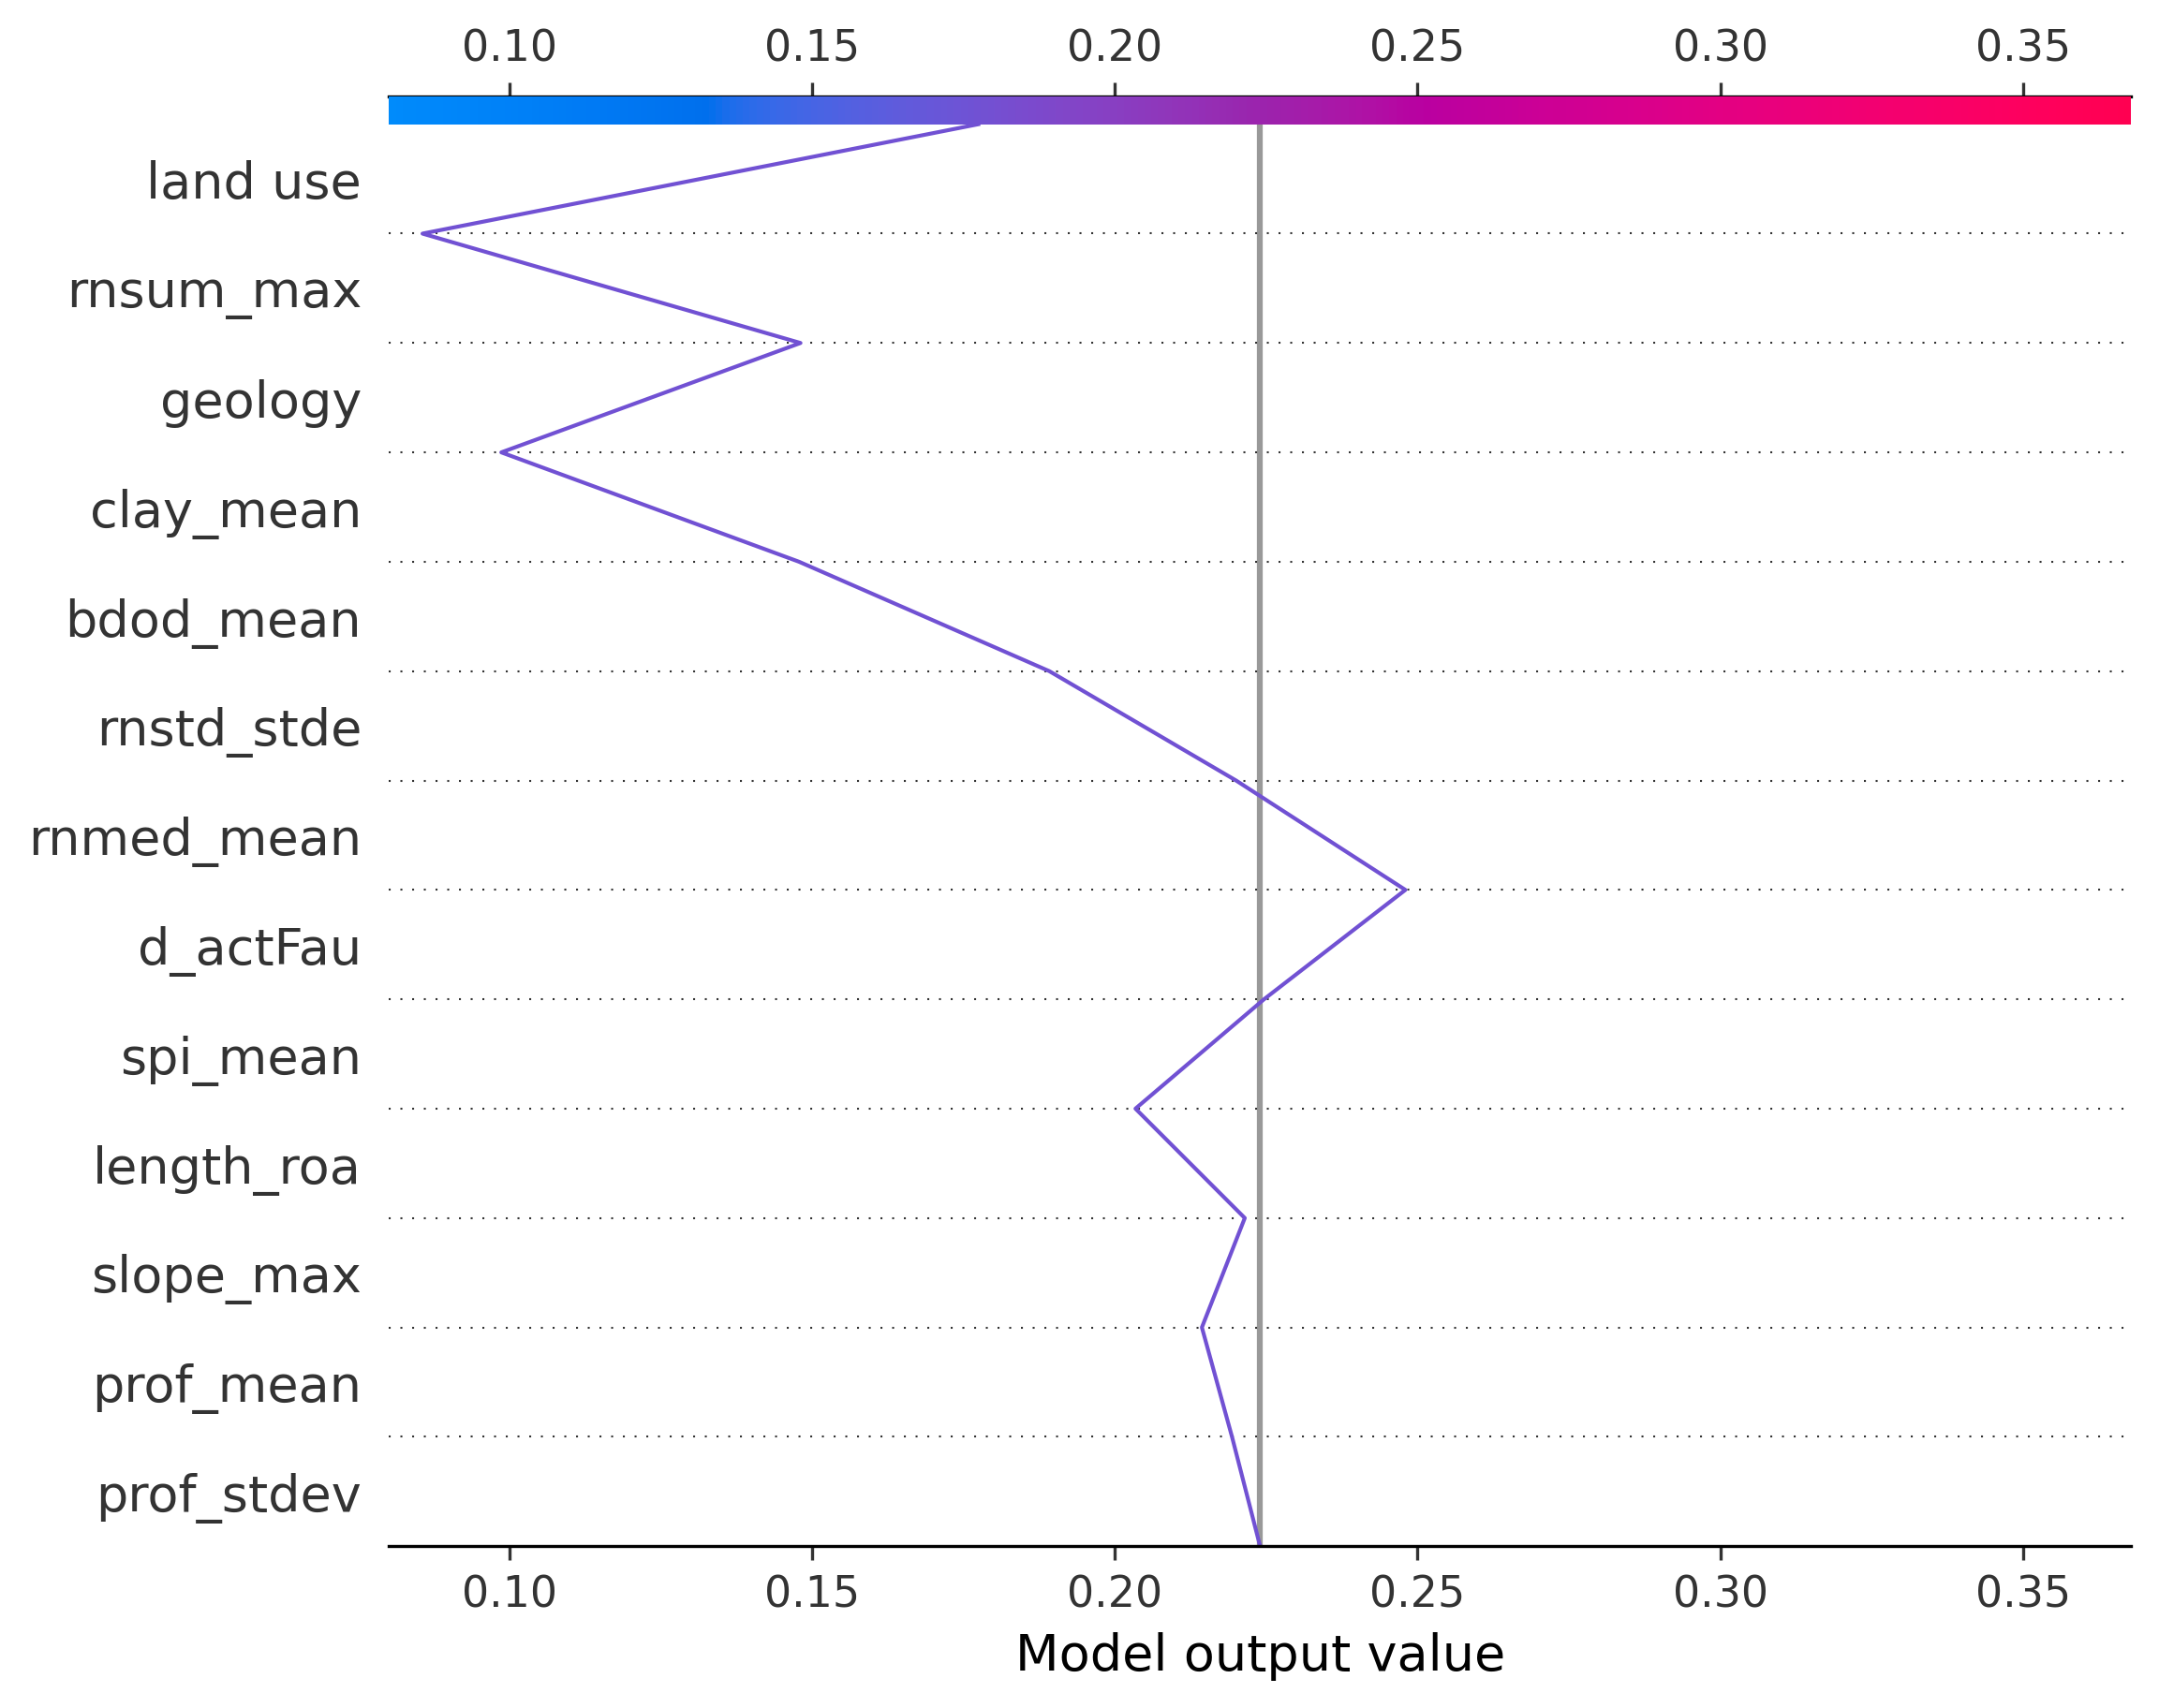 0.10 0.15 0.20 0.25 0.30 0.35
land use
rnsum_max
geology
clay_mean
bdod_mean
rnstd_stde
rnmed_mean
d_actFau
spi_mean
length_roa
slope_max
prof_mean
prof_stdev
0.10 0.15 0.20 0.25 0.30 0.35
Model output value